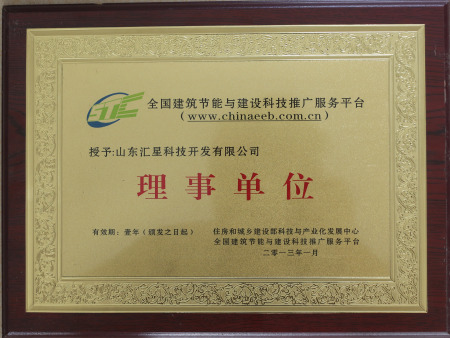 全国建筑节能与建设科技推广服务平台
(www.chinaeeb.com.cn)
授予:山东汇星科技开发有限公司
理事单位
有效期: 壹年(颁发之日起)
住房和城乡建设部科技与产业化发展中心
全国建筑节能与建设科技推广服务平台
二零一三年一月